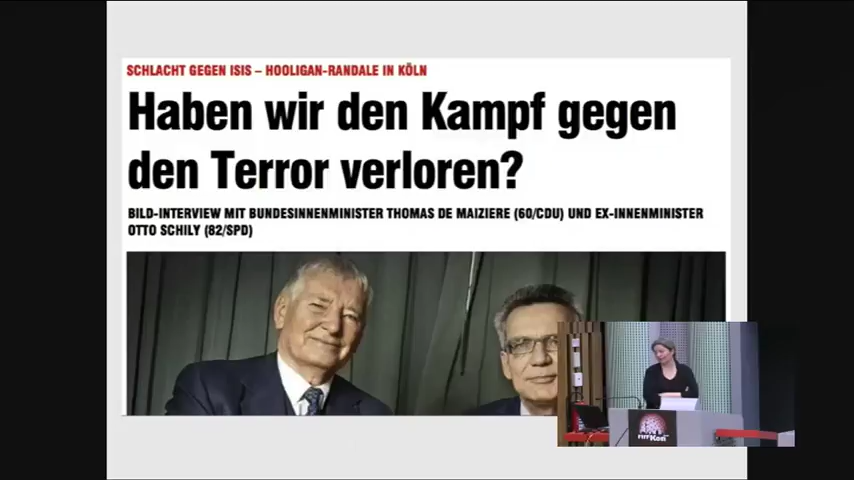 SCHLACHT GEGEN ISIS – HOOLIGAN-RANDALE IN KÖLN
Haben wir den Kampf gegen
den Terror verloren?
BILD-INTERVIEW MIT BUNDESINNENMINISTER THOMAS DE MAIZIERE (60/CDU) UND EX-INNENMINISTER
OTTO SCHILY (82/SPD)